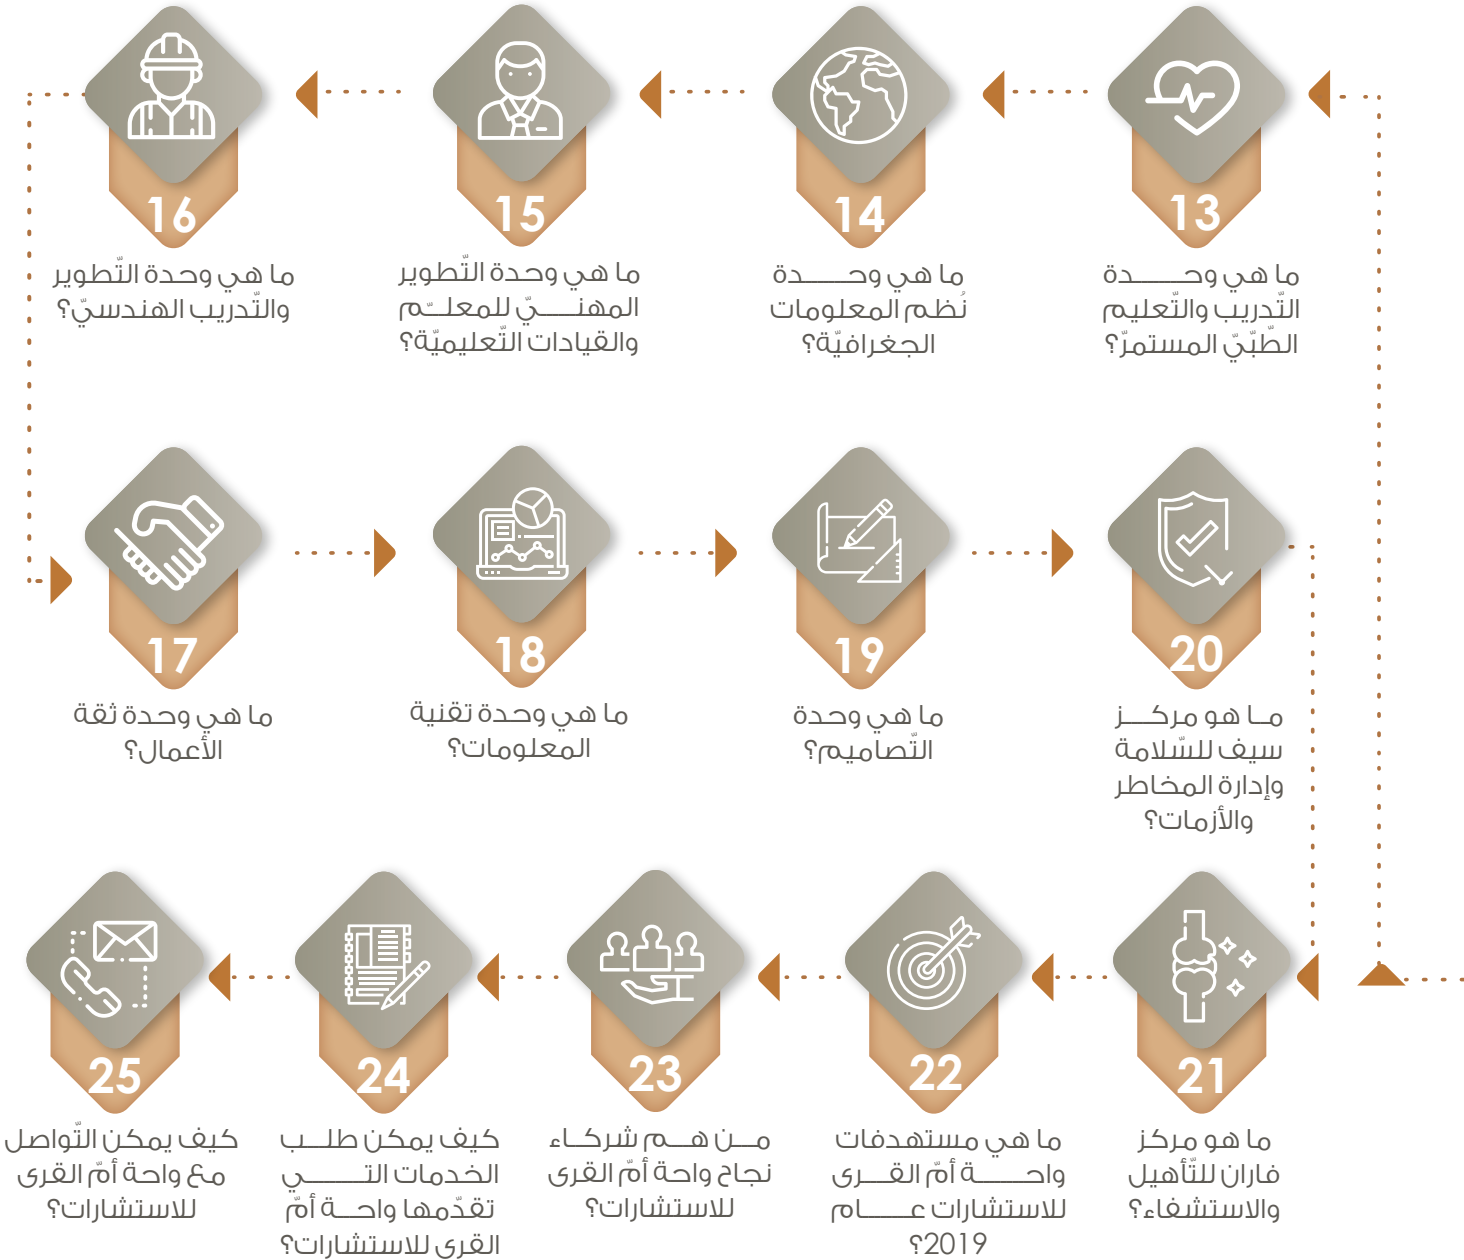 13
ما هي وحدة
التّدريب والتّعليم
الطّبّيّ المستمرّ؟
14
ما هي وحدة
نُظم المعلومات
الجغرافيّة؟
15
ما هي وحدة التّطوير
المهنيّ للمعلّم
والقيادات التّعليميّة؟
16
ما هي وحدة التّطوير
والتّدريب الهندسيّ؟
17
ما هي وحدة ثقة
الأعمال؟
18
ما هي وحدة تقنية
المعلومات؟
19
ما هي وحدة
التّصاميم؟
20
ما هو مركز
سيف للسّلامة
وإدارة المخاطر
والأزمات؟
21
ما هو مركز
فاران للتّأهيل
والاستشفاء؟
22
ما هي مستهدفات
واحة أمّ القرى
للاستشارات عام
2019؟
23
من هم شركاء
نجاح واحة أمّ القرى
للاستشارات؟
24
كيف يمكن طلب
الخدمات التي
تقدّمها واحة أمّ
القرى للاستشارات؟
25
كيف يمكن التّواصل
مع واحة أمّ القرى
للاستشارات؟